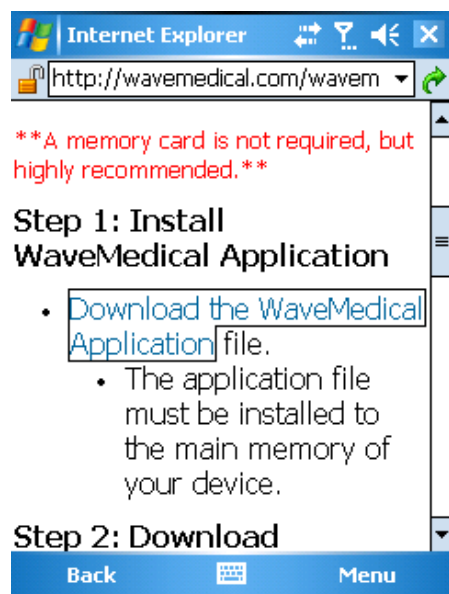 Internet Explorer
http://wavemedical.com/wavem
**A memory card is not required, but
highly recommended.**
Step 1: Install
WaveMedical Application
• Download the WaveMedical
Application file.
• The application file
must be installed to
the main memory of
your device.
Step 2: Download
Back Menu